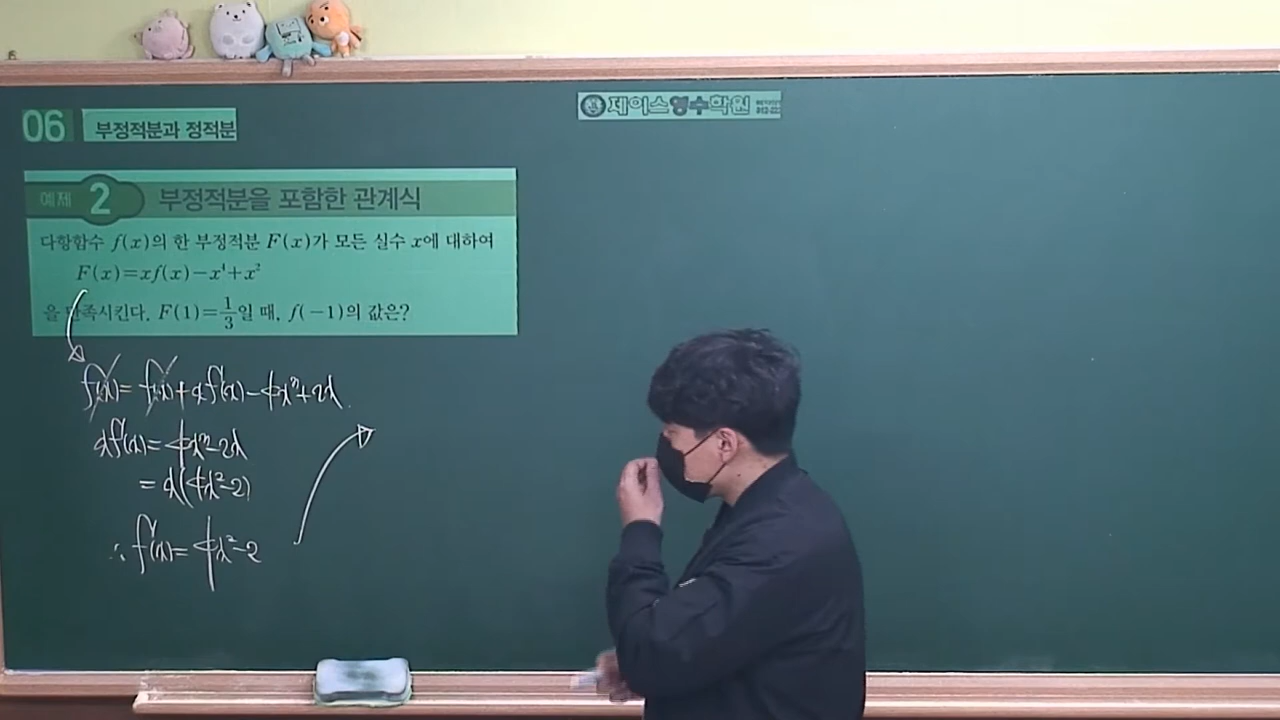 06 부정적분과 정적분
제이스영수학원
예제 2 부정적분을 포함한 관계식
다항함수 f(x)의 한 부정적분 F(x)가 모든 실수 x에 대하여
F(x)=xf(x)-x⁴+x²
을 만족시킨다. F(1)=1/3일 때, f(-1)의 값은?
f(x)=f(x)+xf'(x)-4x³+2x
xf'(x)=4x³-2x
=x(4x²-2)
∴ f'(x)=4x²-2